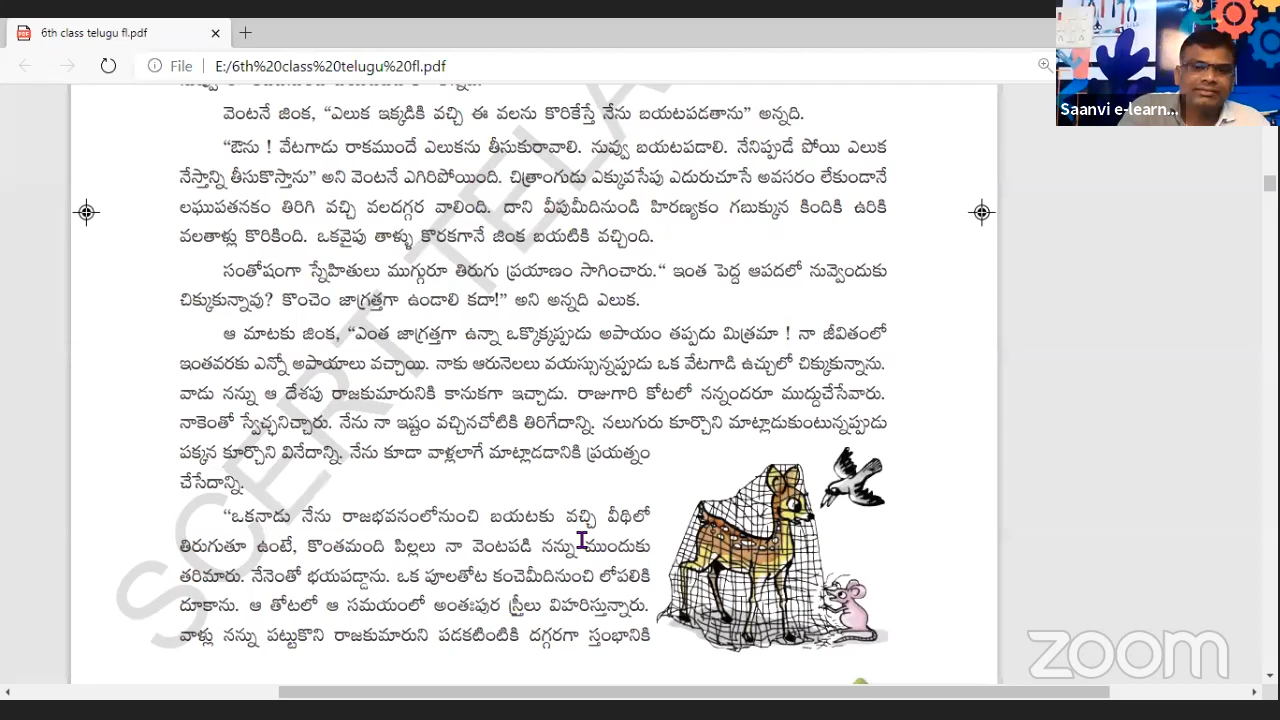 6th class telugu fl.pdf
File
E:/6th%20class%20telugu%20fl.pdf
Saanvi e-learn...
వెంటనే జింక, “ఎలుక ఇక్కడికి వచ్చి ఈ వలను కొరికేస్తే నేను బయటపడతాను” అన్నది.
“ఔను ! వేటగాడు రాకముందే ఎలుకను తీసుకురావాలి. నువ్వు బయటపడాలి. నేనిప్పుడే పోయి ఎలుక
నేస్తాన్ని తీసుకొస్తాను” అని వెంటనే ఎగిరిపోయింది. చిత్రాంగుడు ఎక్కువసేపు ఎదురుచూసే అవసరం లేకుండానే
లఘుపతనకం తిరిగి వచ్చి వలదగ్గర వాలింది. దాని వీపుమీదినుండి హిరణ్యకం గబుక్కున కిందికి ఉరికి
వలతాళ్లు కొరికింది. ఒకవైపు తాళ్ళు కొరకగానే జింక బయటికి వచ్చింది.
సంతోషంగా స్నేహితులు ముగ్గురూ తిరుగు ప్రయాణం సాగించారు.“ ఇంత పెద్ద ఆపదలో నువ్వెందుకు
చిక్కుకున్నావు? కొంచెం జాగ్రత్తగా ఉండాలి కదా!” అని అన్నది ఎలుక.
ఆ మాటకు జింక, “ఎంత జాగ్రత్తగా ఉన్నా ఒక్కొక్కప్పుడు అపాయం తప్పదు మిత్రమా ! నా జీవితంలో
ఇంతవరకు ఎన్నో అపాయాలు వచ్చాయి. నాకు ఆరునెలలు వయస్సున్నప్పుడు ఒక వేటగాడి ఉచ్చులో చిక్కుకున్నాను.
వాడు నన్ను ఆ దేశపు రాజకుమారునికి కానుకగా ఇచ్చాడు. రాజుగారి కోటలో నన్నందరూ ముద్దుచేసేవారు.
నాకెంతో స్వేచ్ఛనిచ్చారు. నేను నా ఇష్టం వచ్చినచోటికి తిరిగేదాన్ని. నలుగురు కూర్చొని మాట్లాడుకుంటున్నప్పుడు
పక్కన కూర్చొని వినేదాన్ని. నేను కూడా వాళ్లలాగే మాట్లాడడానికి ప్రయత్నం
చేసేదాన్ని.
“ఒకనాడు నేను రాజభవనంలోనుంచి బయటకు వచ్చి వీథిలో
తిరుగుతూ ఉంటే, కొంతమంది పిల్లలు నా వెంటపడి నన్ను ముందుకు
తరిమారు. నేనెంతో భయపడ్డాను. ఒక పూలతోట కంచెమీదినుంచి లోపలికి
దూకాను. ఆ తోటలో ఆ సమయంలో అంతఃపుర స్త్రీలు విహరిస్తున్నారు.
వాళ్లు నన్ను పట్టుకొని రాజకుమారుని పడకటింటికి దగ్గరగా స్తంభానికి
SCERT TELA
zoom